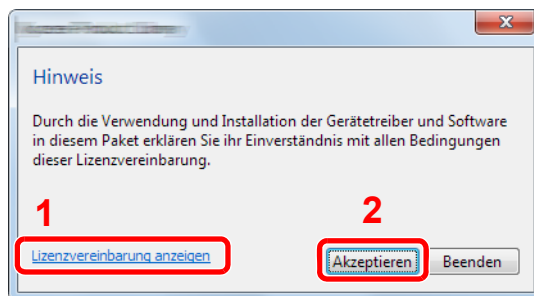 Hinweis
Durch die Verwendung und Installation der Gerätetreiber und Software
in diesem Paket erklären Sie ihr Einverständnis mit allen Bedingungen
dieser Lizenzvereinbarung.
1
2
Lizenzvereinbarung anzeigen
Akzeptieren Beenden